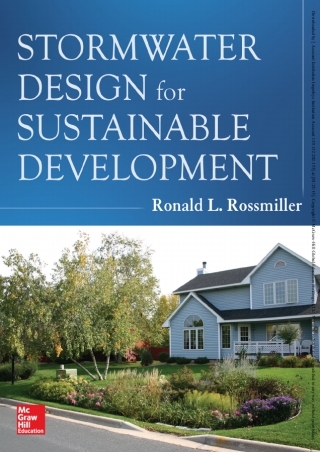 STORMWATER
DESIGN for
SUSTAINABLE
DEVELOPMENT
Ronald L. Rossmiller
Mc
Graw
Hill
Education